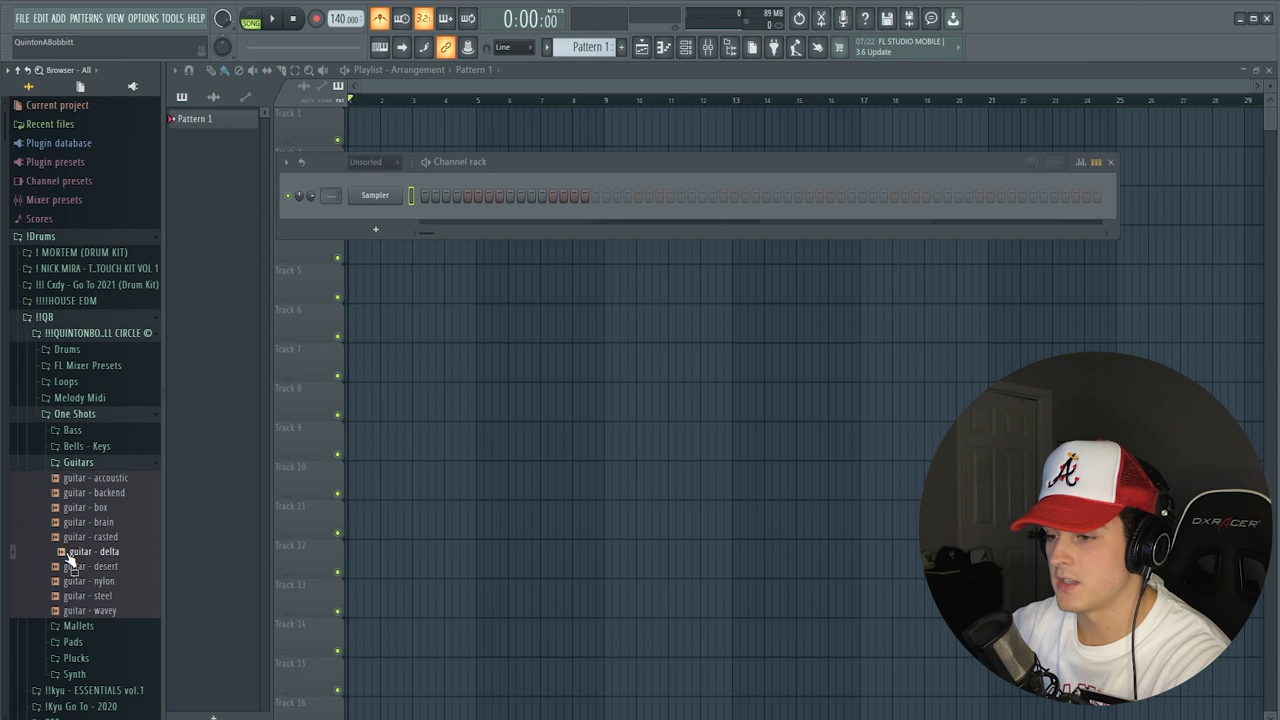 FILE EDIT ADD PATTERNS VIEW OPTIONS TOOLS HELP
SONG
140.000
3.2:
0:00:00
M:S:CS
0
89 MB
0
QuintonABobbitt
Line
Pattern 1
07/22 FL STUDIO MOBILE |
3.6 Update
Browser - All
Playlist - Arrangement
Pattern 1
Current project
Recent files
Plugin database
Plugin presets
Channel presets
Mixer presets
Scores
!Drums
! MORTEM (DRUM KIT)
! NICK MIRA - T..TOUCH KIT VOL 1
!!! Cxdy - Go To 2021 (Drum Kit)
!!!!HOUSE EDM
!!QB
!!!QUINTONBO..LL CIRCLE ©
Drums
FL Mixer Presets
Loops
Melody Midi
One Shots
Bass
Bells - Keys
Guitars
guitar - accoustic
guitar - backend
guitar - box
guitar - brain
guitar - casted
guitar - delta
guitar - desert
guitar - nylon
guitar - steel
guitar - wavey
Mallets
Pads
Plucks
Synth
!!kyu - ESSENTIALS vol.1
!Kyu Go To - 2020
Pattern 1
NOTE CHAN PAT
2 3 4 5 6 7 8 9 10 11 12 13 14 15 16 17 18 19 20 21 22 23 24 25 26 27 28 29
Track 1
Unsorted
Channel rack
Sampler
Track 5
Track 6
Track 7
Track 8
Track 9
Track 10
Track 11
Track 12
Track 13
Track 14
Track 15
Track 16
A
DXRACER